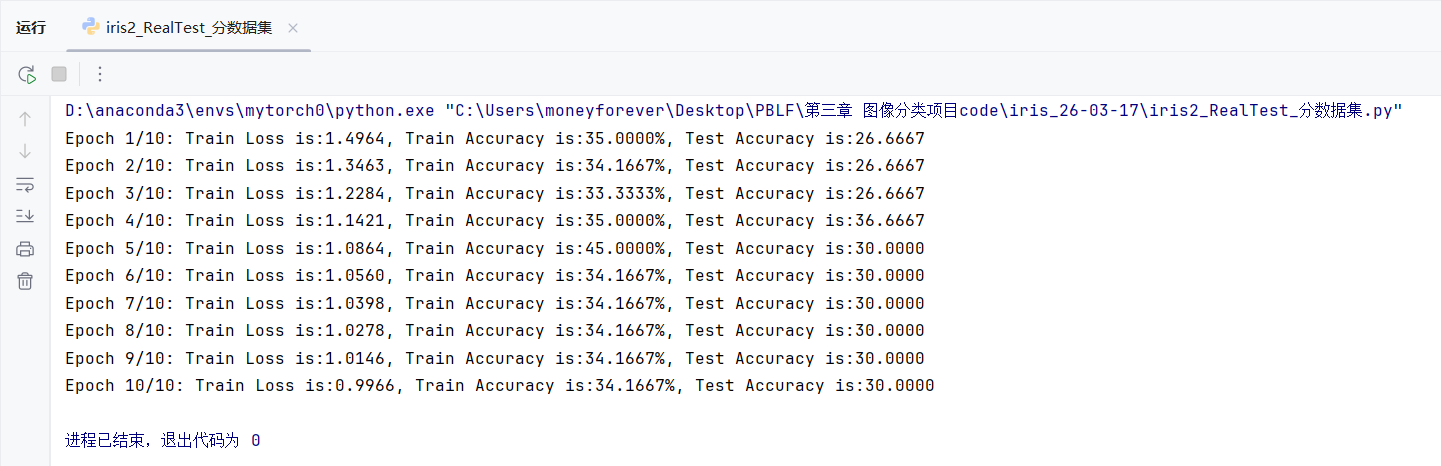 运行 iris2_RealTest_分数据集
D:\anaconda3\envs\mytorch0\python.exe "C:\Users\moneyforever\Desktop\PBLF\第三章 图像分类项目code\iris_26-03-17\iris2_RealTest_分数据集.py"
Epoch 1/10: Train Loss is:1.4964, Train Accuracy is:35.0000%, Test Accuracy is:26.6667
Epoch 2/10: Train Loss is:1.3463, Train Accuracy is:34.1667%, Test Accuracy is:26.6667
Epoch 3/10: Train Loss is:1.2284, Train Accuracy is:33.3333%, Test Accuracy is:26.6667
Epoch 4/10: Train Loss is:1.1421, Train Accuracy is:35.0000%, Test Accuracy is:36.6667
Epoch 5/10: Train Loss is:1.0864, Train Accuracy is:45.0000%, Test Accuracy is:30.0000
Epoch 6/10: Train Loss is:1.0560, Train Accuracy is:34.1667%, Test Accuracy is:30.0000
Epoch 7/10: Train Loss is:1.0398, Train Accuracy is:34.1667%, Test Accuracy is:30.0000
Epoch 8/10: Train Loss is:1.0278, Train Accuracy is:34.1667%, Test Accuracy is:30.0000
Epoch 9/10: Train Loss is:1.0146, Train Accuracy is:34.1667%, Test Accuracy is:30.0000
Epoch 10/10: Train Loss is:0.9966, Train Accuracy is:34.1667%, Test Accuracy is:30.0000
进程已结束，退出代码为 0